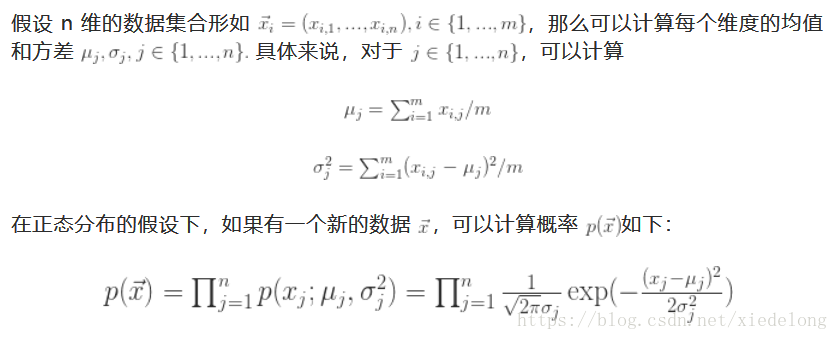 假设 n 维的数据集合形如 $\vec{x}_i = (x_{i,1},...,x_{i,n}), i \in \{1,...,m\}$，那么可以计算每个维度的均值
和方差 $\mu_j, \sigma_j, j \in \{1,...,n\}.$ 具体来说，对于 $j \in \{1,...,n\}$，可以计算
$\mu_j = \sum_{i=1}^{m} x_{i,j}/m$
$\sigma_j^2 = \sum_{i=1}^{m} (x_{i,j} - \mu_j)^2/m$
在正态分布的假设下，如果有一个新的数据 $\vec{x}$，可以计算概率 $p(\vec{x})$如下：
$p(\vec{x}) = \prod_{j=1}^{n} p(x_j; \mu_j, \sigma_j^2) = \prod_{j=1}^{n} \frac{1}{\sqrt{2\pi}\sigma_j} \exp(-\frac{(x_j - \mu_j)^2}{2\sigma_j^2})$
https://blog.csdn.net/xiedelong